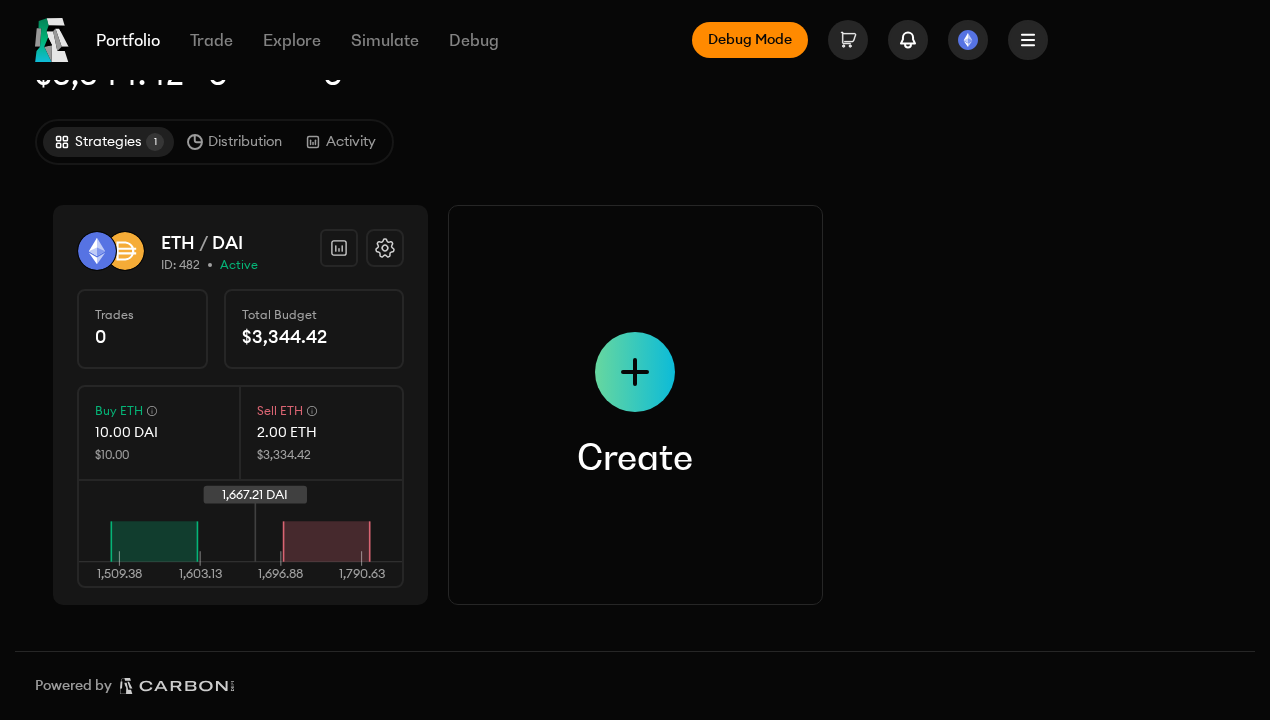 Portfolio Trade Explore Simulate Debug Debug Mode
Strategies 1 Distribution Activity
ETH / DAI
ID: 482 • Active
Trades
0
Total Budget
$3,344.42
Buy ETH
10.00 DAI
$10.00
Sell ETH
2.00 ETH
$3,334.42
1,667.21 DAI
1,509.38 1,603.13 1,696.88 1,790.63
Create
Powered by CARBON DEFI